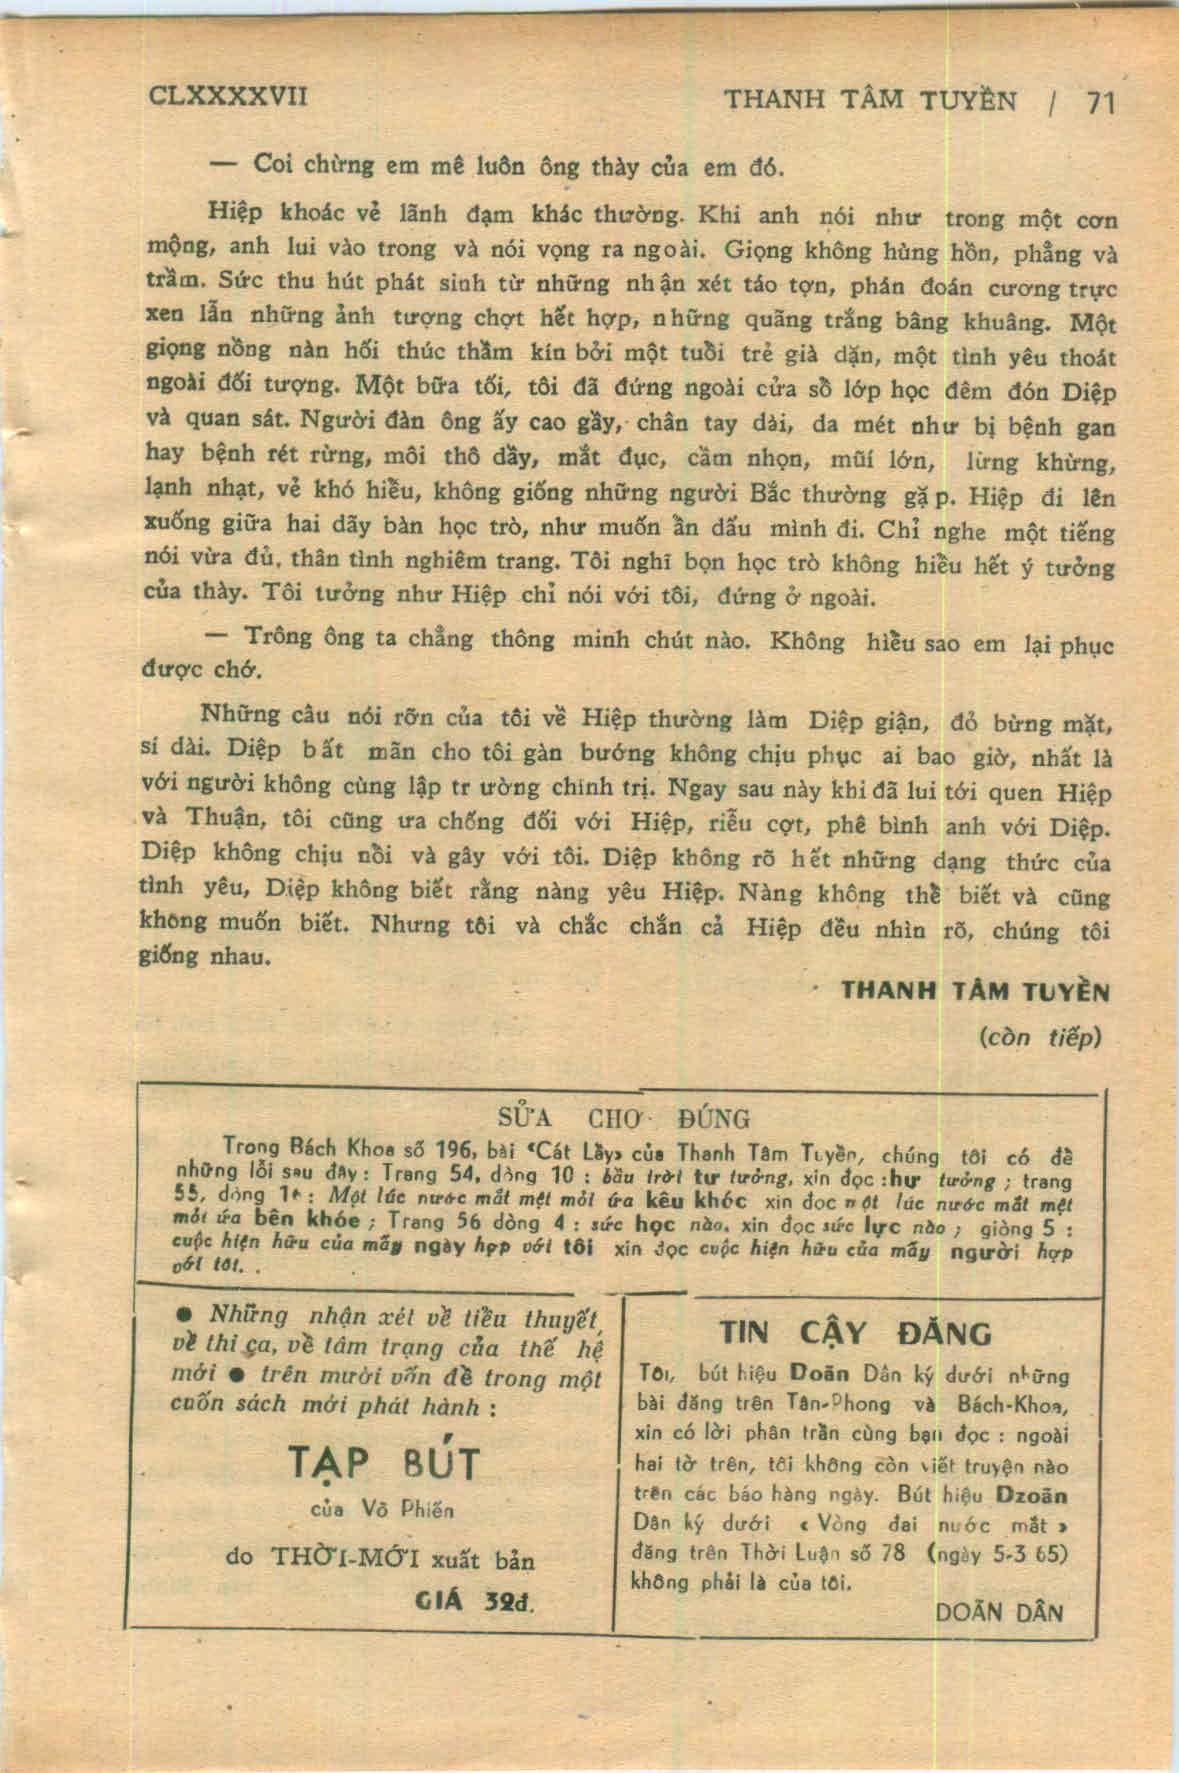 CLXXXXVII THANH TÂM TUYỀN / 71
— Coi chừng em mê luôn ông thày của em đó.
Hiệp khoác vẻ lãnh đạm khác thường. Khi anh nói như trong một cơn
mộng, anh lui vào trong và nói vọng ra ngoài. Giọng không hùng hồn, phẳng và
trầm. Sức thu hút phát sinh từ những nhận xét táo tợn, phán đoán cương trực
xen lẫn những ảnh tượng chợt hết hợp, những quãng trắng bâng khuâng. Một
giọng nồng nàn hối thúc thầm kín bởi một tuổi trẻ già dặn, một tình yêu thoát
ngoài đối tượng. Một bữa tối, tôi đã đứng ngoài cửa sổ lớp học đêm đón Diệp
và quan sát. Người đàn ông ấy cao gầy, chân tay dài, da mét như bị bệnh gan
hay bệnh rét rừng, môi thô dầy, mắt đục, cằm nhọn, mũi lớn, lừng khừng,
lạnh nhạt, vẻ khó hiểu, không giống những người Bắc thường gặp. Hiệp đi lên
xuống giữa hai dãy bàn học trò, như muốn ẩn dấu mình đi. Chỉ nghe một tiếng
nói vừa đủ, thân tình nghiêm trang. Tôi nghĩ bọn học trò không hiểu hết ý tưởng
của thày. Tôi tưởng như Hiệp chỉ nói với tôi, đứng ở ngoài.
— Trông ông ta chẳng thông minh chút nào. Không hiểu sao em lại phục
được chớ.
Những câu nói rỡn của tôi về Hiệp thường làm Diệp giận, đỏ bừng mặt,
sí dài. Diệp bất mãn cho tôi gàn bướng không chịu phục ai bao giờ, nhất là
với người không cùng lập trường chinh trị. Ngay sau này khi đã lui tới quen Hiệp
và Thuận, tôi cũng ưa chống đối với Hiệp, riễu cợt, phê bình anh với Diệp.
Diệp không chịu nổi và gây với tôi. Diệp không rõ hết những dạng thức của
tình yêu, Diệp không biết rằng nàng yêu Hiệp. Nàng không thể biết và cũng
không muốn biết. Nhưng tôi và chắc chắn cả Hiệp đều nhìn rõ, chúng tôi
giống nhau.
THANH TÂM TUYỀN
(còn tiếp)
SỬA CHO ĐÚNG
Trong Bách Khoa số 196, bài «Cát Lầy» của Thanh Tâm Tuyền, chúng tôi có để
những lỗi sau đây : Trang 54, dòng 10 : bầu trời tư tưởng, xin đọc : hư tưởng ; trang
55, dòng : Một lúc nước mắt mệt mỏi ứa kêu khóc xin đọc một lúc nước mắt mệt
mỏi ứa bên khóe ; Trang 56 dòng 4 : sức học nào, xin đọc sức lực nào ; giòng 5 :
cuộc hiện hữu của mấy ngày hợp với tôi xin đọc cuộc hiện hữu của mấy người hợp
với tôi. .
● Những nhận xét về tiểu thuyết,
về thi ca, về tâm trạng của thế hệ
mới ● trên mười vấn đề trong một
cuốn sách mới phát hành :
TẠP BÚT
của Võ Phiến
do THỜI-MỚI xuất bản
GIÁ 32đ.
TIN CẬY ĐĂNG
Tôi, bút hiệu Doãn Dân ký dưới những
bài đăng trên Tân-Phong và Bách-Khoa,
xin có lời phân trần cùng bạn đọc : ngoài
hai tờ trên, tôi không còn viết truyện nào
trên các báo hàng ngày. Bút hiệu Dzoãn
Dân ký dưới « Vòng đai nước mắt »
đăng trên Thời Luận số 78 (ngày 5-3 65)
không phải là của tôi.
DOÃN DÂN